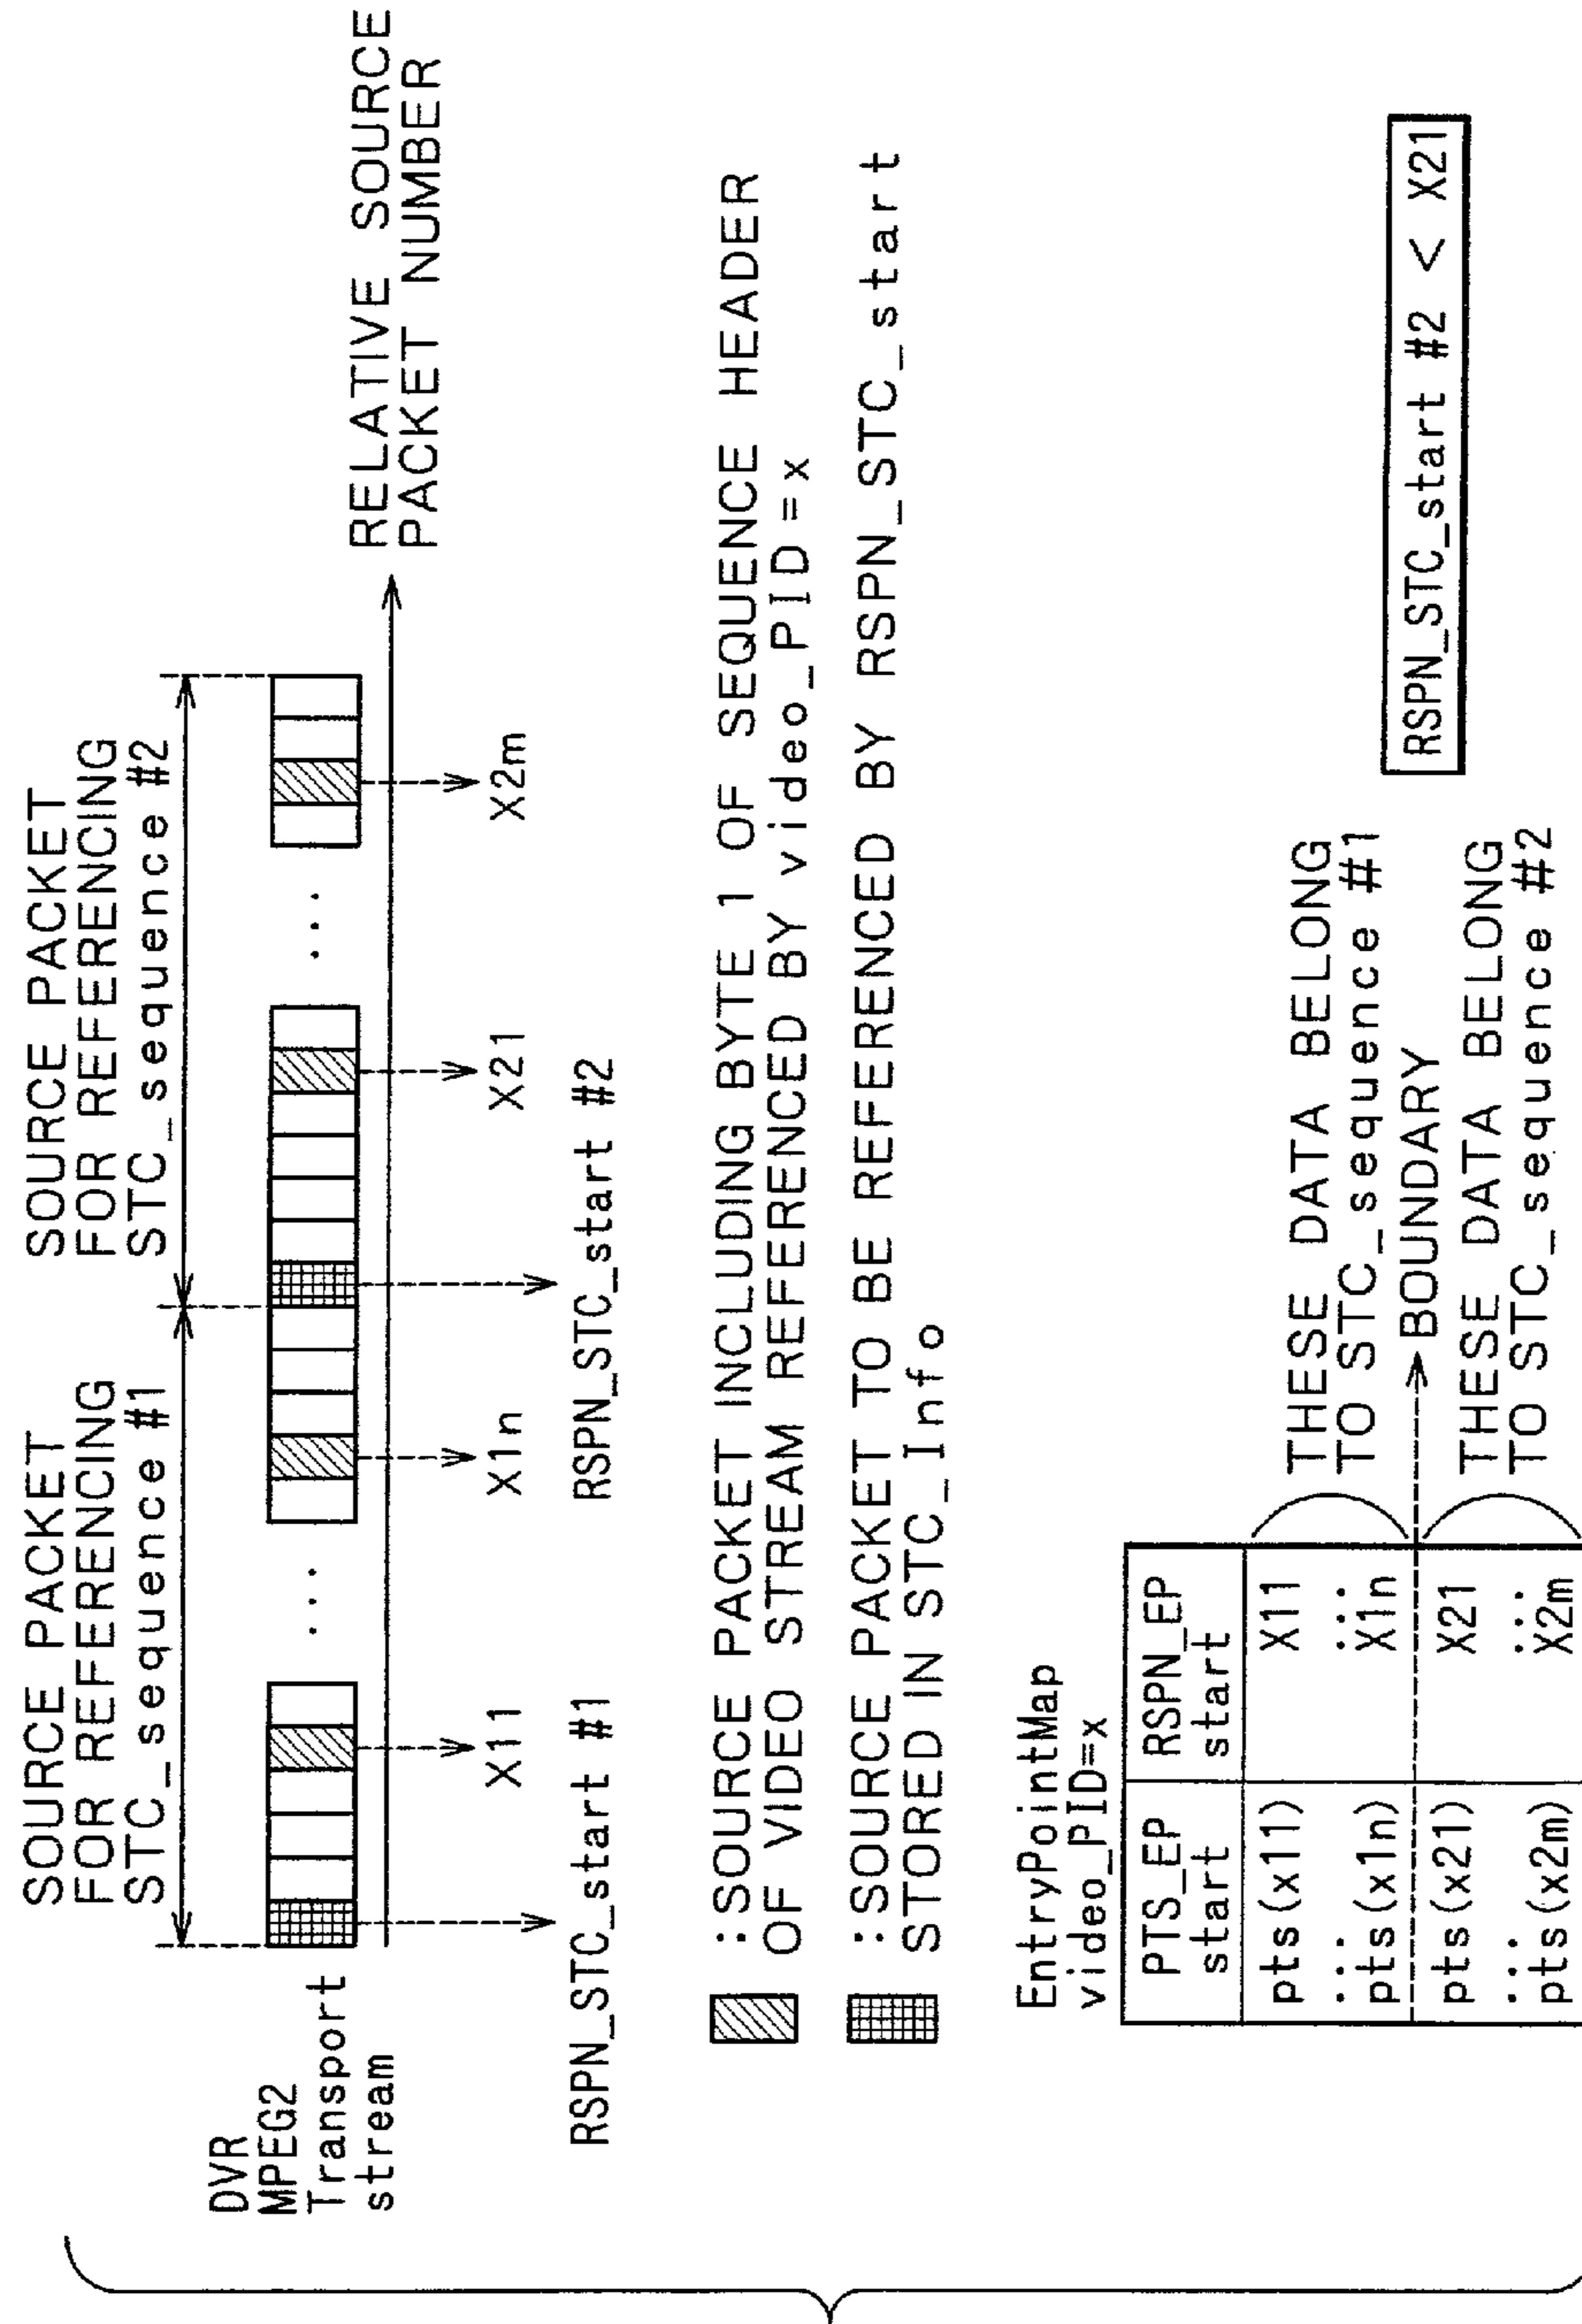 SOURCE PACKET
FOR REFERENCING
STC_sequence #1
SOURCE PACKET
FOR REFERENCING
STC_sequence #2
DVR
MPEG2
Transport
stream
...
...
RELATIVE SOURCE
PACKET NUMBER
X11
X1n
X21
X2m
RSPN_STC_start #1
RSPN_STC_start #2
:SOURCE PACKET INCLUDING BYTE 1 OF SEQUENCE HEADER
OF VIDEO STREAM REFERENCED BY video_PID=x
:SOURCE PACKET TO BE REFERENCED BY RSPN_STC_start
STORED IN STC_Info
EntryPointMap
video_PID=x
PTS_EP start
RSPN_EP start
pts(x11) X11
... ...
pts(x1n) X1n
pts(x21) X21
... ...
pts(x2m) X2m
THESE DATA BELONG
TO STC_sequence #1
BOUNDARY
THESE DATA BELONG
TO STC_sequence #2
RSPN_STC_start #2 < X21